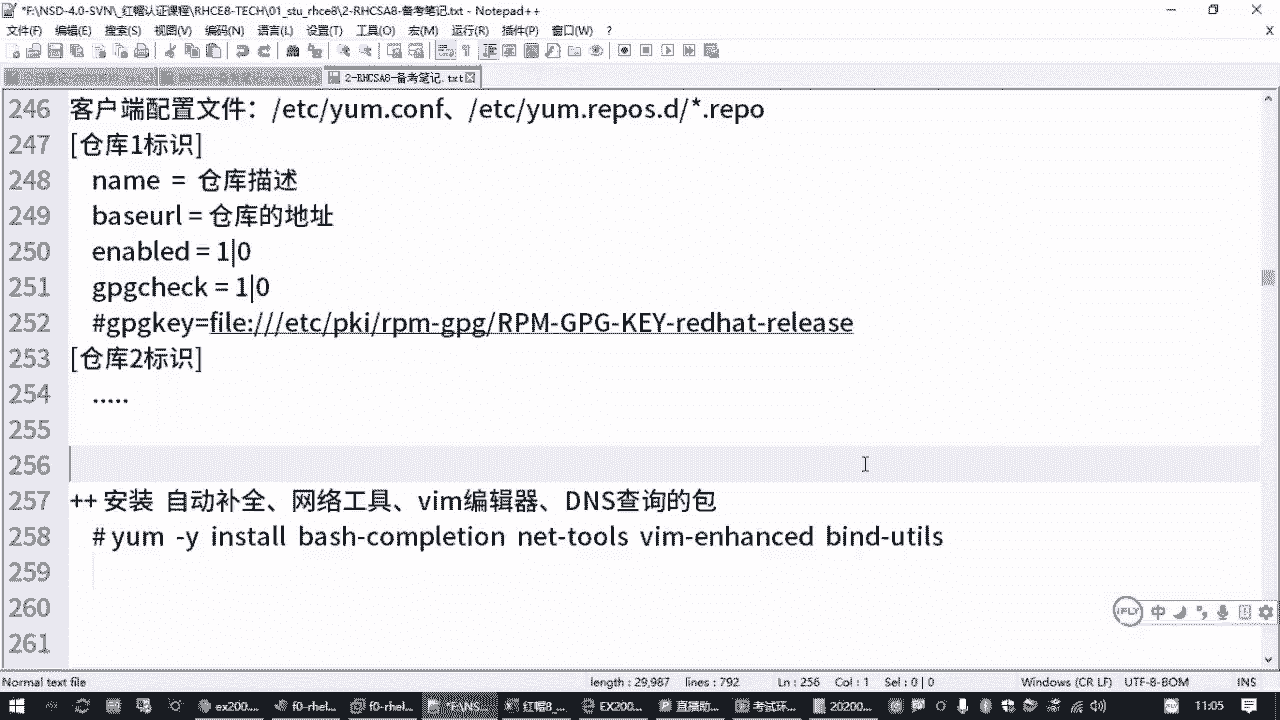 *F:\NSD-4.0-SVN\_红帽认证课程\RHCE8-TECH\01_stu_rhce8\2-RHCSA8-备考笔记.txt - Notepad++
文件(F) 编辑(E) 搜索(S) 视图(V) 编码(N) 语言(L) 设置(T) 工具(O) 宏(M) 运行(R) 插件(P) 窗口(W) ? X
2-RHCSA8-备考笔记.txt
246 客户端配置文件：/etc/yum.conf、/etc/yum.repos.d/*.repo
247 [仓库1标识]
248 name = 仓库描述
249 baseurl = 仓库的地址
250 enabled = 1|0
251 gpgcheck = 1|0
252 #gpgkey=file:///etc/pki/rpm-gpg/RPM-GPG-KEY-redhat-release
253 [仓库2标识]
254 .....
255
256
257 ++ 安装 自动补全、网络工具、vim编辑器、DNS查询的包
258 # yum -y install bash-completion net-tools vim-enhanced bind-utils
259
260
261
iFLY 中
Normal text file length : 29,987 lines : 792 Ln : 256 Col : 1 Sel : 0 | 0 Windows (CR LF) UTF-8-BOM INS
ex200... f0-rhel... f0-rhel... *F:\NS... 红帽8_... EX200... 直播助... 考试环... 20200... 11:05